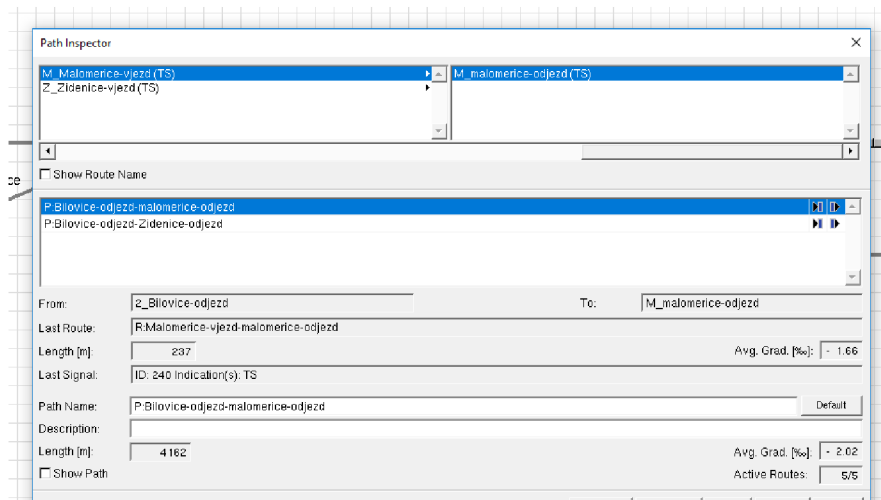 Path Inspector
M_Malomerice-vjezd (TS)
M_malomerice-odjezd (TS)
Z_Zidenice-vjezd (TS)
ce
Show Route Name
P:Bilovice-odjezd-malomerice-odjezd
P:Bilovice-odjezd-Zidenice-odjezd
From: 2_Bilovice-odjezd To: M_malomerice-odjezd
Last Route: R:Malomerice-vjezd-malomerice-odjezd
Length [m]: 237 Avg. Grad. [‰]: - 1.66
Last Signal: ID: 240 Indication(s): TS
Path Name: P:Bilovice-odjezd-malomerice-odjezd Default
Description:
Length [m]: 4162 Avg. Grad. [‰]: - 2.02
Show Path Active Routes: 5/5